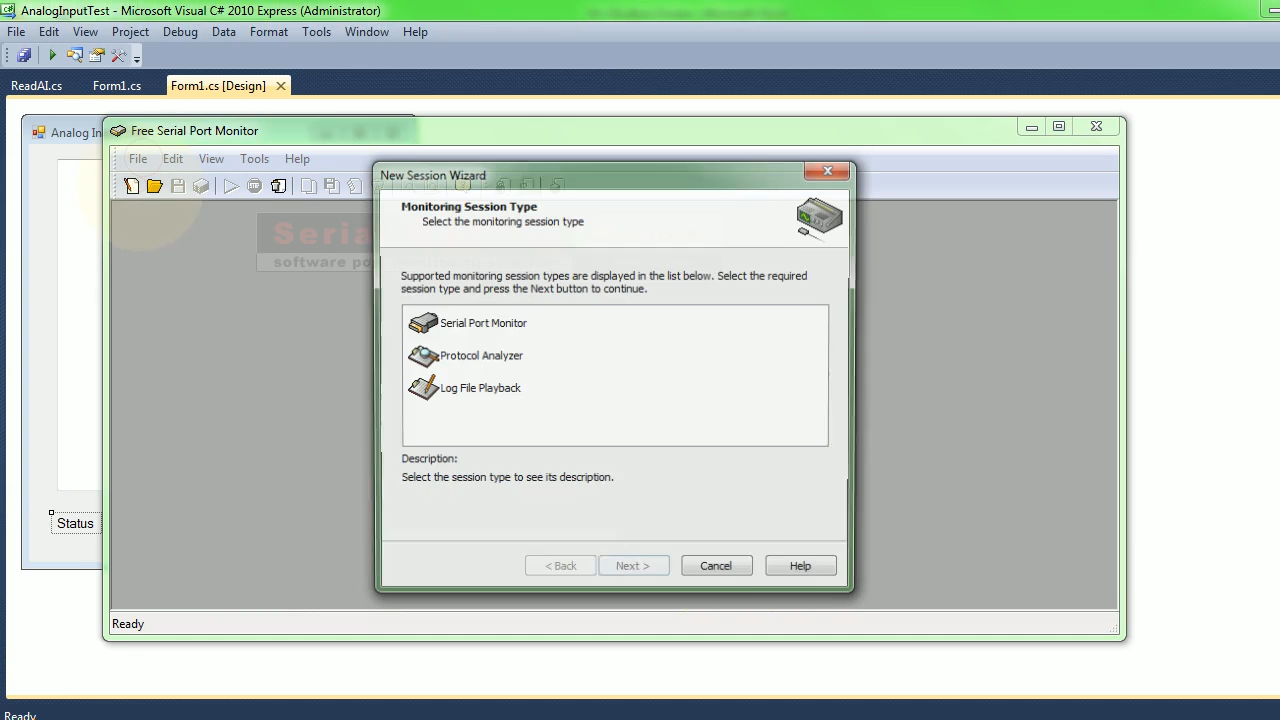 AnalogInputTest - Microsoft Visual C# 2010 Express (Administrator)
File Edit View Project Debug Data Format Tools Window Help
ReadAI.cs Form1.cs Form1.cs [Design]
Analog In
Free Serial Port Monitor
File Edit View Tools Help
New Session Wizard
Monitoring Session Type
Select the monitoring session type
Seria
software po
Supported monitoring session types are displayed in the list below. Select the required
session type and press the Next button to continue.
Serial Port Monitor
Protocol Analyzer
Log File Playback
Description:
Select the session type to see its description.
Status
< Back Next > Cancel Help
Ready
Ready